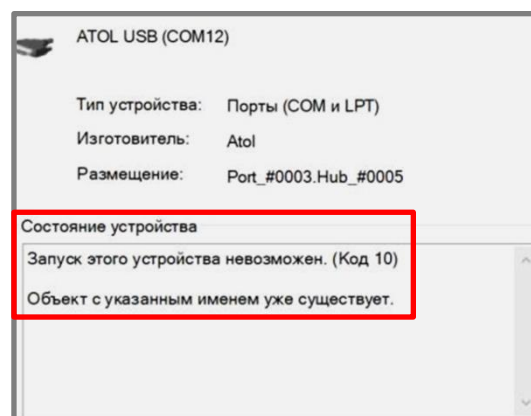 ATOL USB (COM12)
Тип устройства: Порты (COM и LPT)
Изготовитель: Atol
Размещение: Port_#0003.Hub_#0005
Состояние устройства
Запуск этого устройства невозможен. (Код 10)
Объект с указанным именем уже существует.